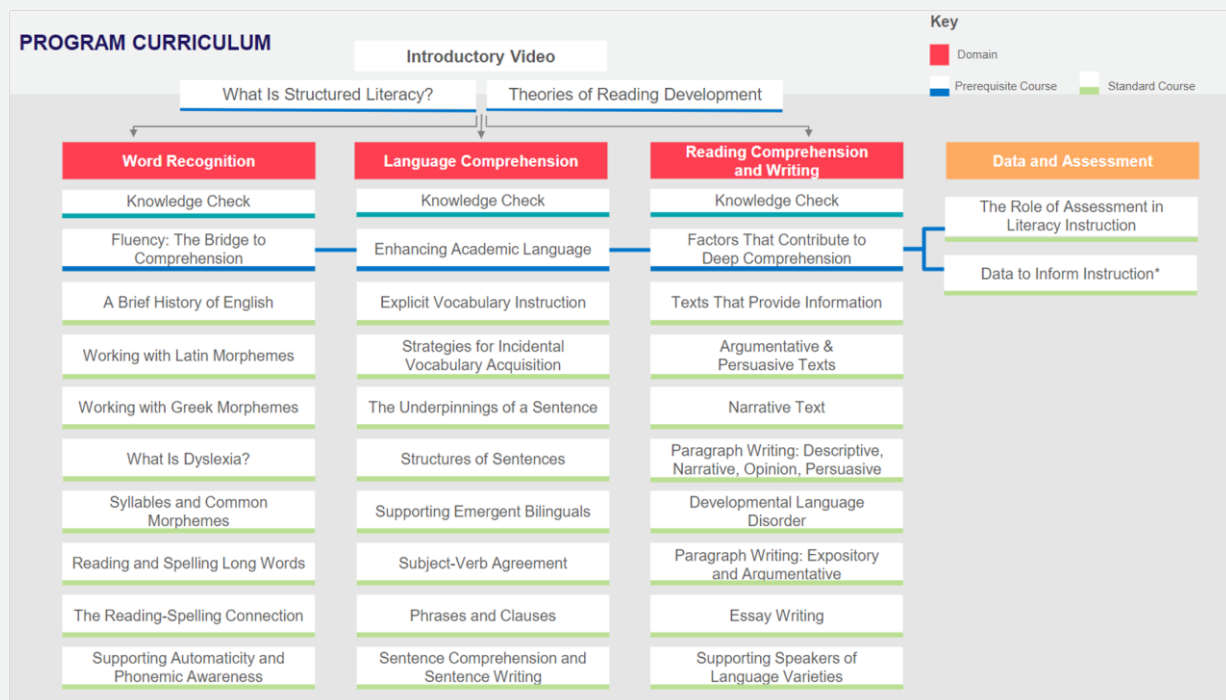 PROGRAM CURRICULUM
Key
Domain
Prerequisite Course
Standard Course
Introductory Video
What Is Structured Literacy?
Theories of Reading Development
Word Recognition
Knowledge Check
Fluency: The Bridge to
Comprehension
A Brief History of English
Working with Latin Morphemes
Working with Greek Morphemes
What Is Dyslexia?
Syllables and Common
Morphemes
Reading and Spelling Long Words
The Reading-Spelling Connection
Supporting Automaticity and
Phonemic Awareness
Language Comprehension
Knowledge Check
Enhancing Academic Language
Explicit Vocabulary Instruction
Strategies for Incidental
Vocabulary Acquisition
The Underpinnings of a Sentence
Structures of Sentences
Supporting Emergent Bilinguals
Subject-Verb Agreement
Phrases and Clauses
Sentence Comprehension and
Sentence Writing
Reading Comprehension
and Writing
Knowledge Check
Factors That Contribute to
Deep Comprehension
Texts That Provide Information
Argumentative &
Persuasive Texts
Narrative Text
Paragraph Writing: Descriptive,
Narrative, Opinion, Persuasive
Developmental Language
Disorder
Paragraph Writing: Expository
and Argumentative
Essay Writing
Supporting Speakers of
Language Varieties
Data and Assessment
The Role of Assessment in
Literacy Instruction
Data to Inform Instruction*